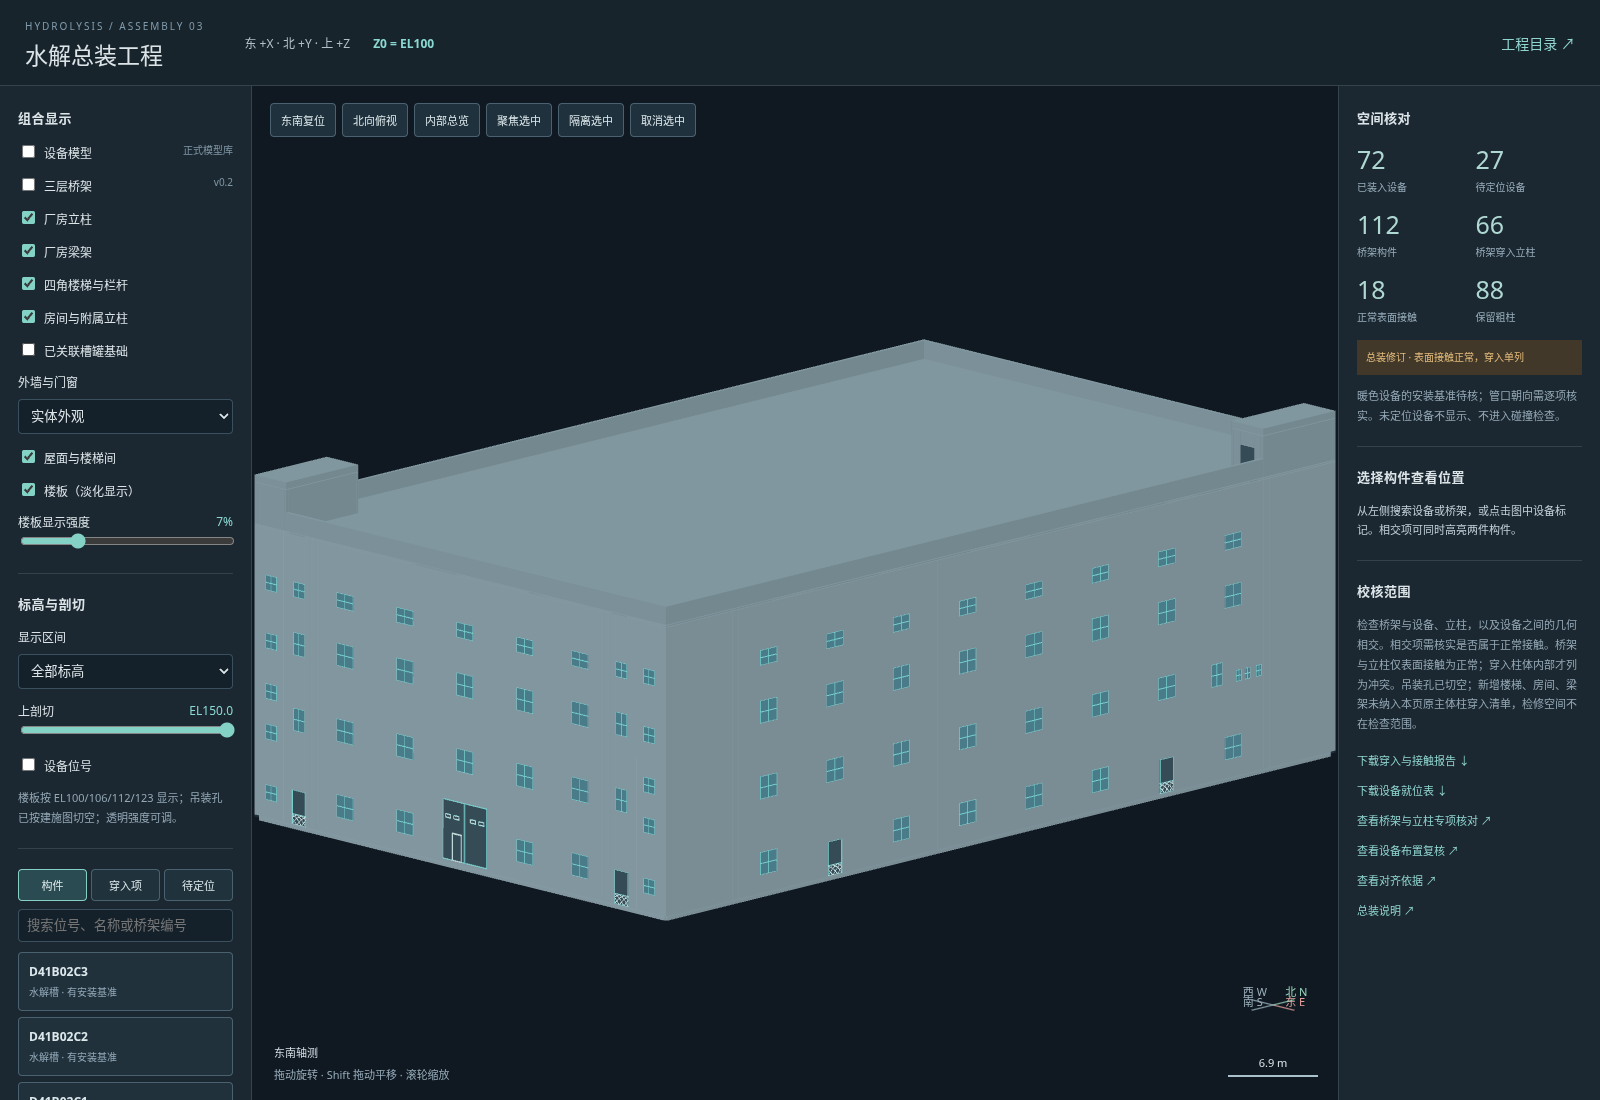 HYDROLYSIS / ASSEMBLY 03
水解总装工程
东 +X · 北 +Y · 上 +Z
Z0 = EL100
工程目录 ↗
组合显示
设备模型
正式模型库
三层桥架
v0.2
厂房立柱
厂房梁架
四角楼梯与栏杆
房间与附属立柱
已关联槽罐基础
外墙与门窗
实体外观
屋面与楼梯间
楼板（淡化显示）
楼板显示强度
7%
标高与剖切
显示区间
全部标高
上剖切
EL150.0
设备位号
楼板按 EL100/106/112/123 显示；吊装孔
已按建施图切空；透明强度可调。
构件
穿入项
待定位
搜索位号、名称或桥架编号
D41B02C3
水解槽 · 有安装基准
D41B02C2
水解槽 · 有安装基准
D41B02C1
东南复位
北向俯视
内部总览
聚焦选中
隔离选中
取消选中
西 W
北 N
南 S
东 E
东南轴测
拖动旋转 · Shift 拖动平移 · 滚轮缩放
6.9 m
空间核对
72
27
已装入设备
待定位设备
112
66
桥架构件
桥架穿入立柱
18
88
正常表面接触
保留粗柱
总装修订 · 表面接触正常，穿入单列
暖色设备的安装基准待核；管口朝向需逐项核
实。未定位设备不显示、不进入碰撞检查。
选择构件查看位置
从左侧搜索设备或桥架，或点击图中设备标
记。相交项可同时高亮两件构件。
校核范围
检查桥架与设备、立柱，以及设备之间的几何
相交。相交项需核实是否属于正常接触。桥架
与立柱仅表面接触为正常；穿入柱体内部才列
为冲突。吊装孔已切空；新增楼梯、房间、梁
架未纳入本页原主体柱穿入清单，检修空间不
在检查范围。
下载穿入与接触报告 ↓
下载设备就位表 ↓
查看桥架与立柱专项核对 ↗
查看设备布置复核 ↗
查看对齐依据 ↗
总装说明 ↗